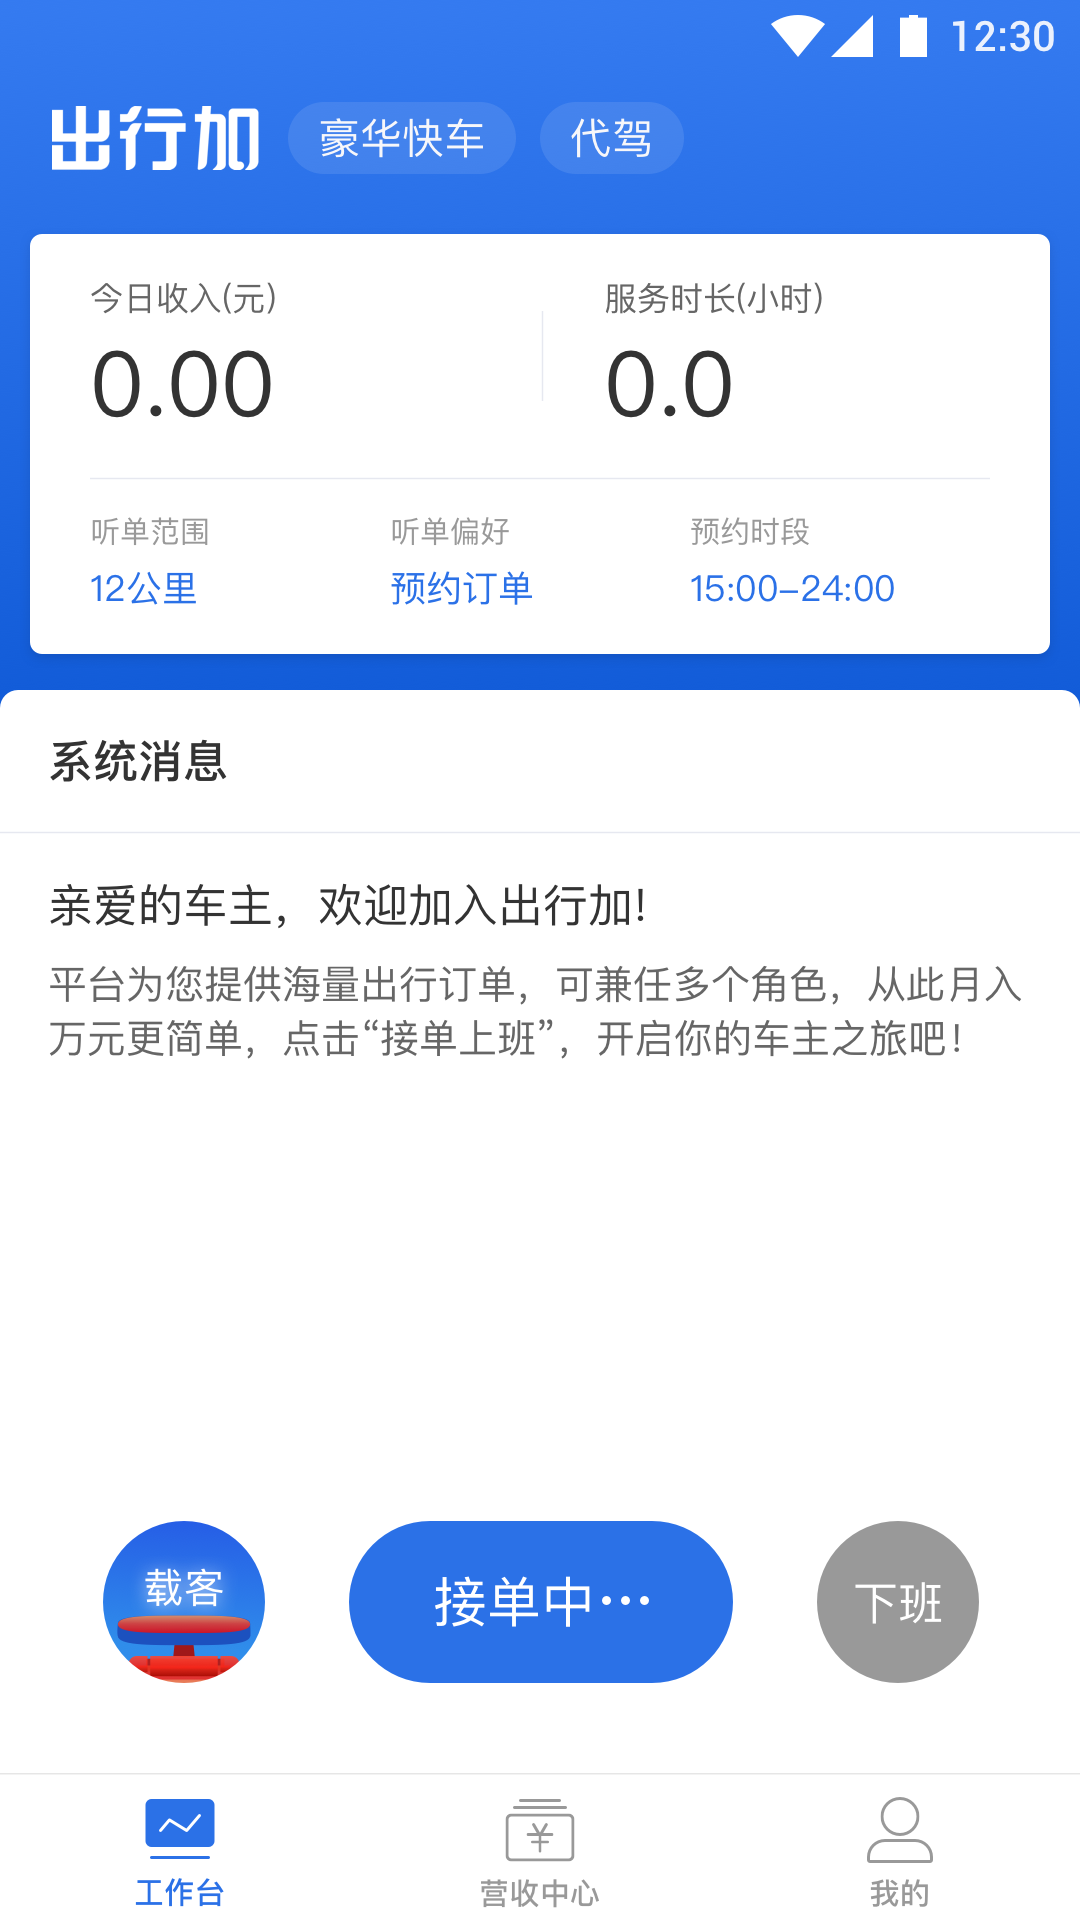 12:30
出行加 豪华快车 代驾
今日收入(元) 服务时长(小时)
0.00 0.0
听单范围 听单偏好 预约时段
12公里 预约订单 15:00-24:00
系统消息
亲爱的车主，欢迎加入出行加!
平台为您提供海量出行订单，可兼任多个角色，从此月入
万元更简单，点击“接单上班”，开启你的车主之旅吧！
载客 接单中··· 下班
工作台 营收中心 我的